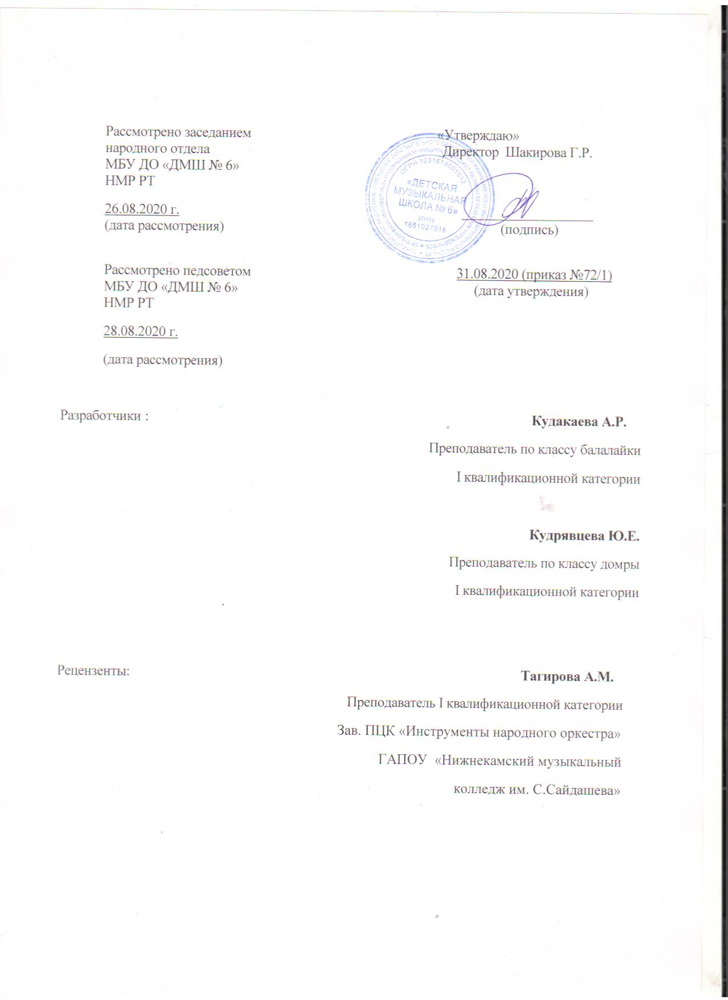 Рассмотрено заседанием
народного отдела
МБУ ДО «ДМШ № 6»
НМР РТ
26.08.2020 г.
(дата рассмотрения)
Рассмотрено педсоветом
МБУ ДО «ДМШ № 6»
НМР РТ
28.08.2020 г.
(дата рассмотрения)
«Утверждаю»
Директор Шакирова Г.Р.
(подпись)
31.08.2020 (приказ №72/1)
(дата утверждения)
ОГРН 1031619001512
«ДЕТСКАЯ
МУЗЫКАЛЬНАЯ
ШКОЛА № 6»
ИНН
1651027815
Разработчики :
Кудакаева А.Р.
Преподаватель по классу балалайки
I квалификационной категории
Кудрявцева Ю.Е.
Преподаватель по классу домры
I квалификационной категории
Рецензенты:
Тагирова А.М.
Преподаватель I квалификационной категории
Зав. ПЦК «Инструменты народного оркестра»
ГАПОУ «Нижнекамский музыкальный
колледж им. С.Сайдашева»